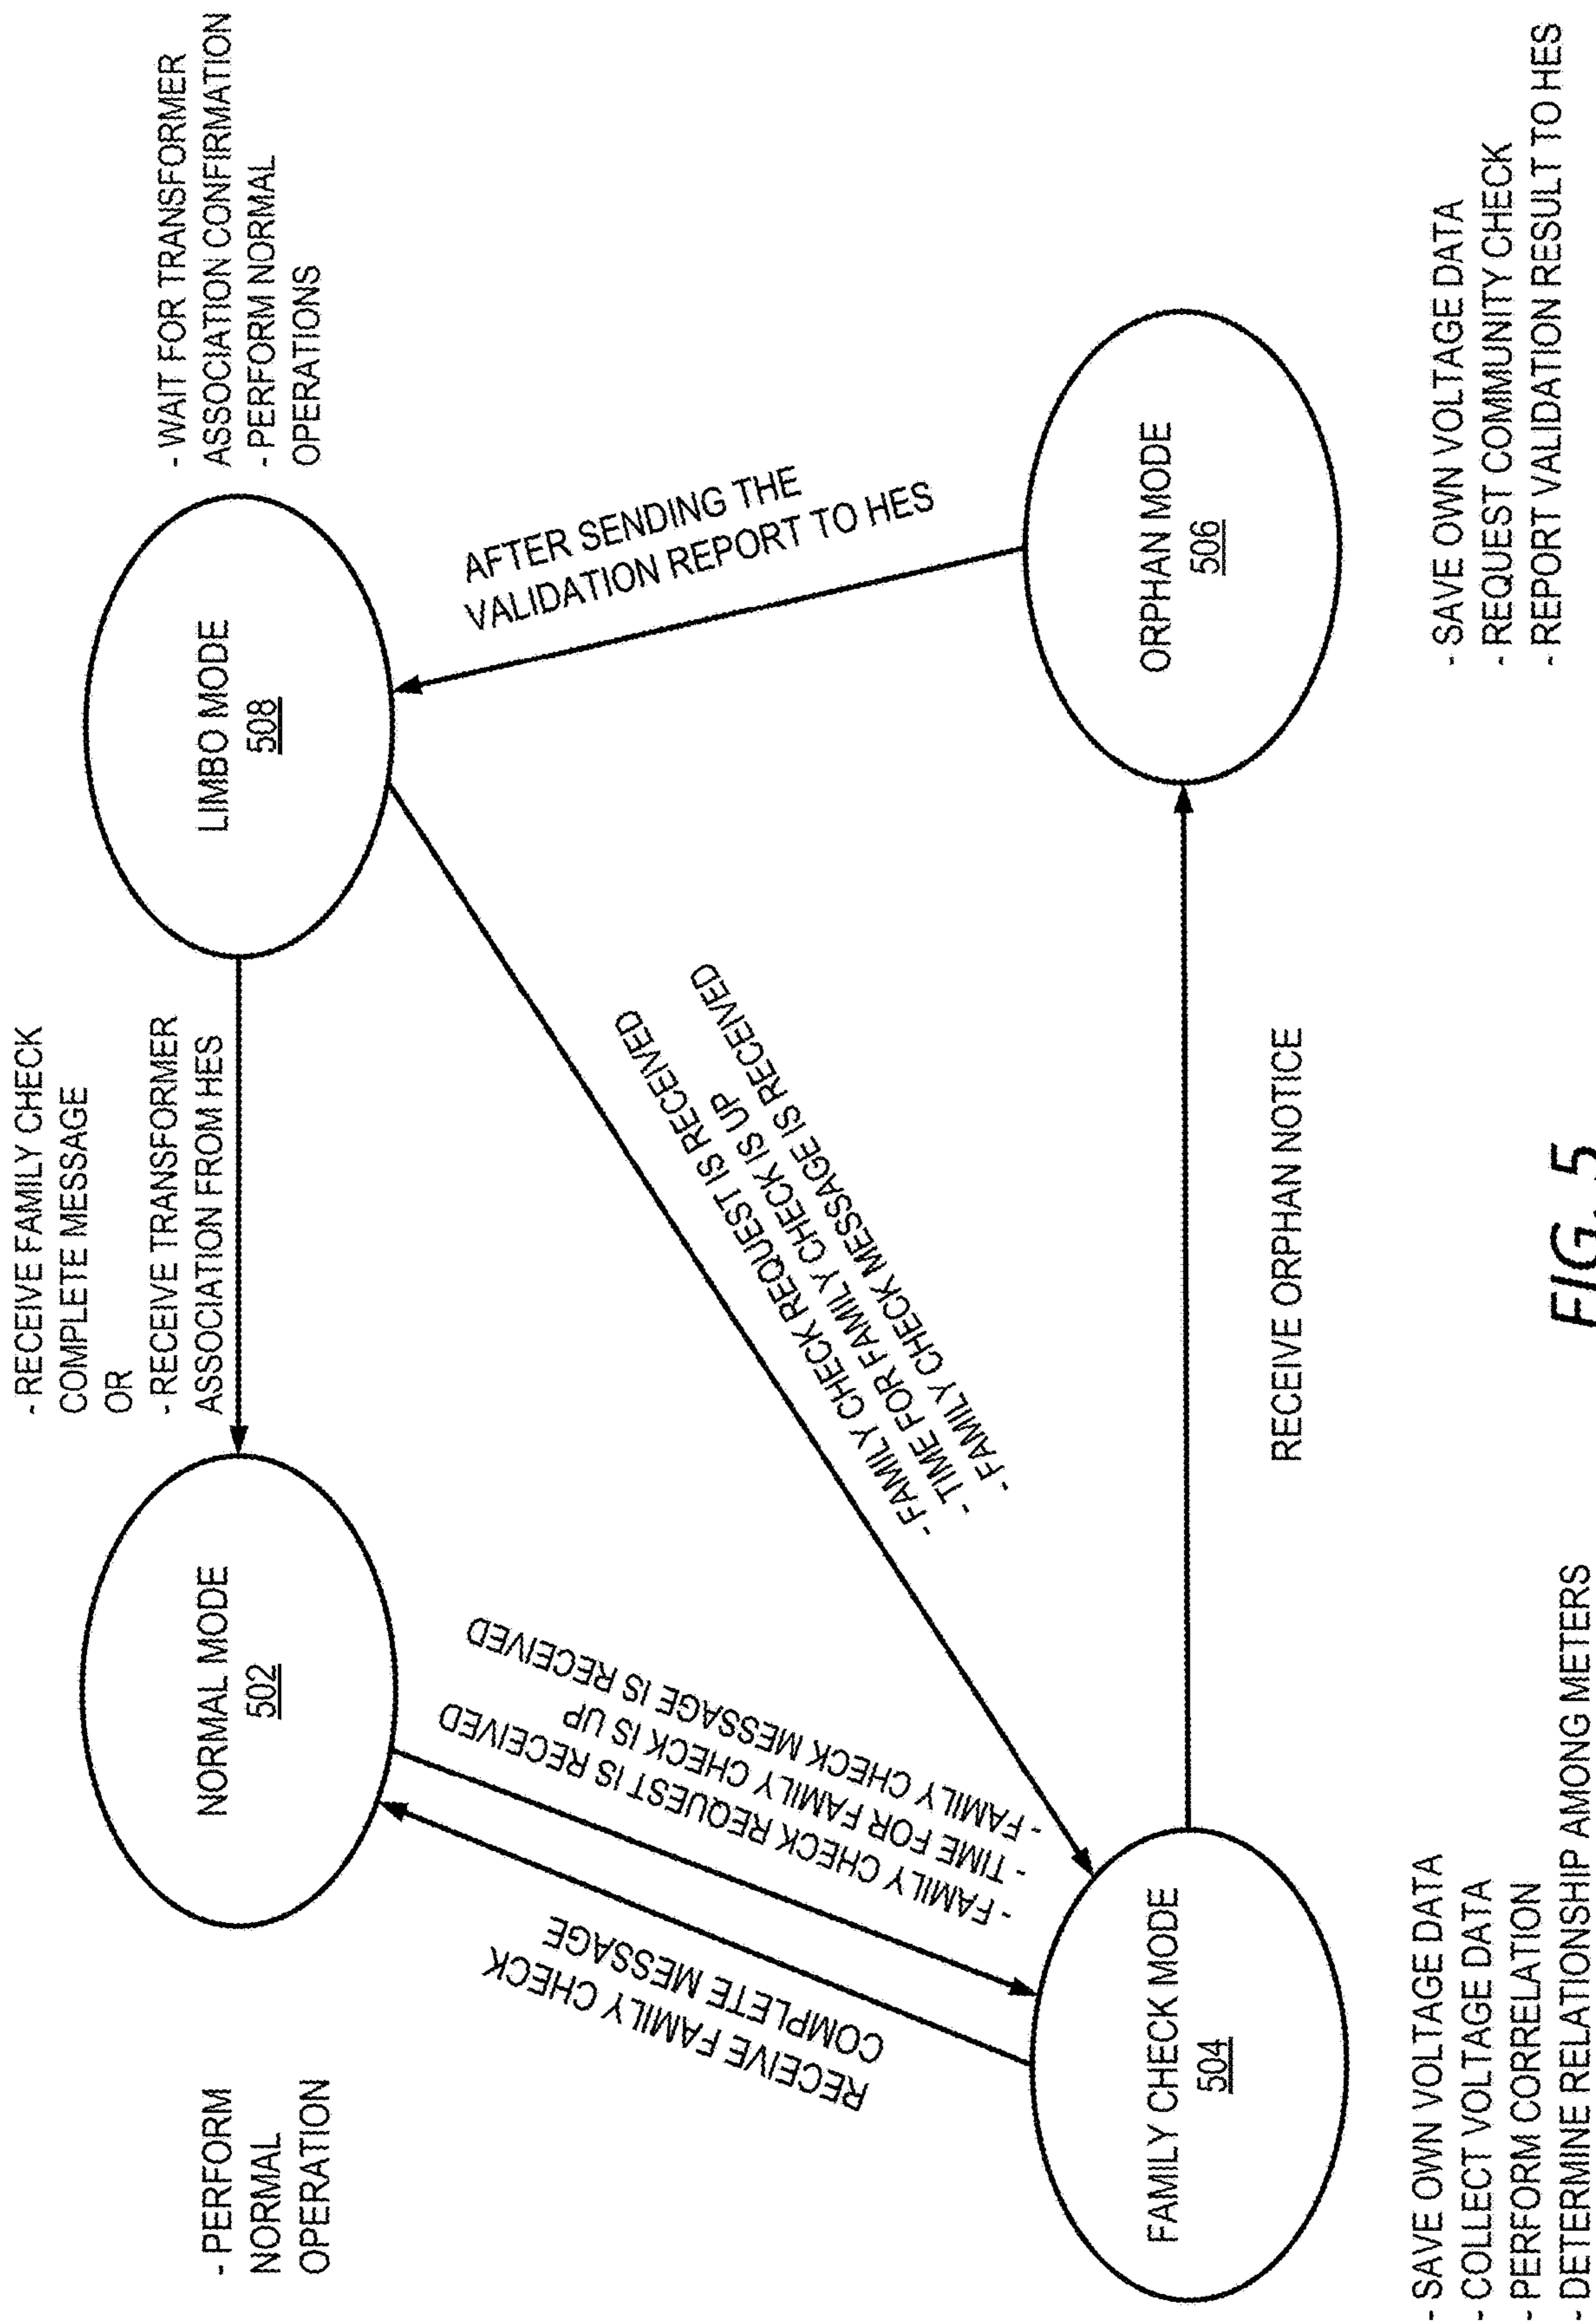 - RECEIVE FAMILY CHECK
COMPLETE MESSAGE
OR
- RECEIVE TRANSFORMER
ASSOCIATION FROM HES
- PERFORM
NORMAL
OPERATION
NORMAL MODE
502
LIMBO MODE
508
- WAIT FOR TRANSFORMER
ASSOCIATION CONFIRMATION
- PERFORM NORMAL
OPERATIONS
RECEIVE FAMILY CHECK
COMPLETE MESSAGE
- FAMILY CHECK REQUEST IS RECEIVED
- TIME FOR FAMILY CHECK IS UP
- FAMILY CHECK MESSAGE IS RECEIVED
- FAMILY CHECK REQUEST IS RECEIVED
- TIME FOR FAMILY CHECK IS UP
- FAMILY CHECK MESSAGE IS RECEIVED
AFTER SENDING THE
VALIDATION REPORT TO HES
FAMILY CHECK MODE
504
RECEIVE ORPHAN NOTICE
ORPHAN MODE
506
- SAVE OWN VOLTAGE DATA
- COLLECT VOLTAGE DATA
- PERFORM CORRELATION
- DETERMINE RELATIONSHIP AMONG METERS
- SAVE OWN VOLTAGE DATA
- REQUEST COMMUNITY CHECK
- REPORT VALIDATION RESULT TO HES
FIG. 5